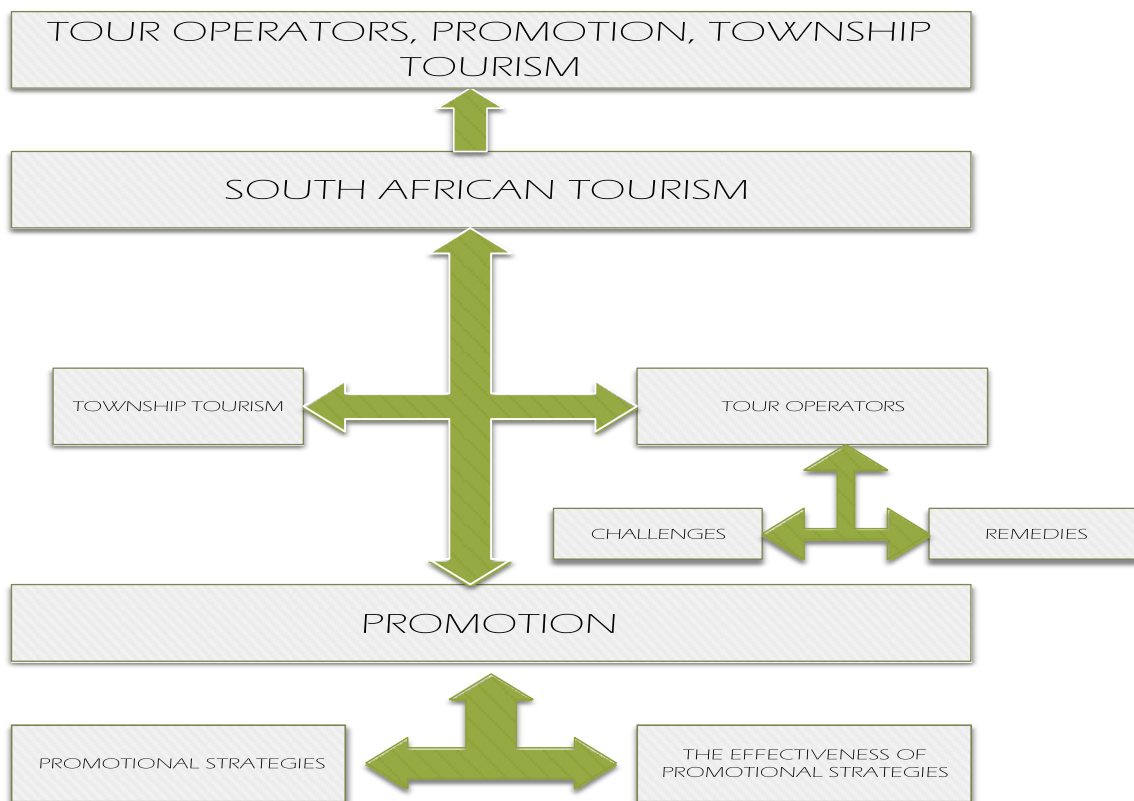 TOUR OPERATORS, PROMOTION, TOWNSHIP
TOURISM
SOUTH AFRICAN TOURISM
TOWNSHIP TOURISM
TOUR OPERATORS
CHALLENGES
REMEDIES
PROMOTION
PROMOTIONAL STRATEGIES
THE EFFECTIVENESS OF
PROMOTIONAL STRATEGIES